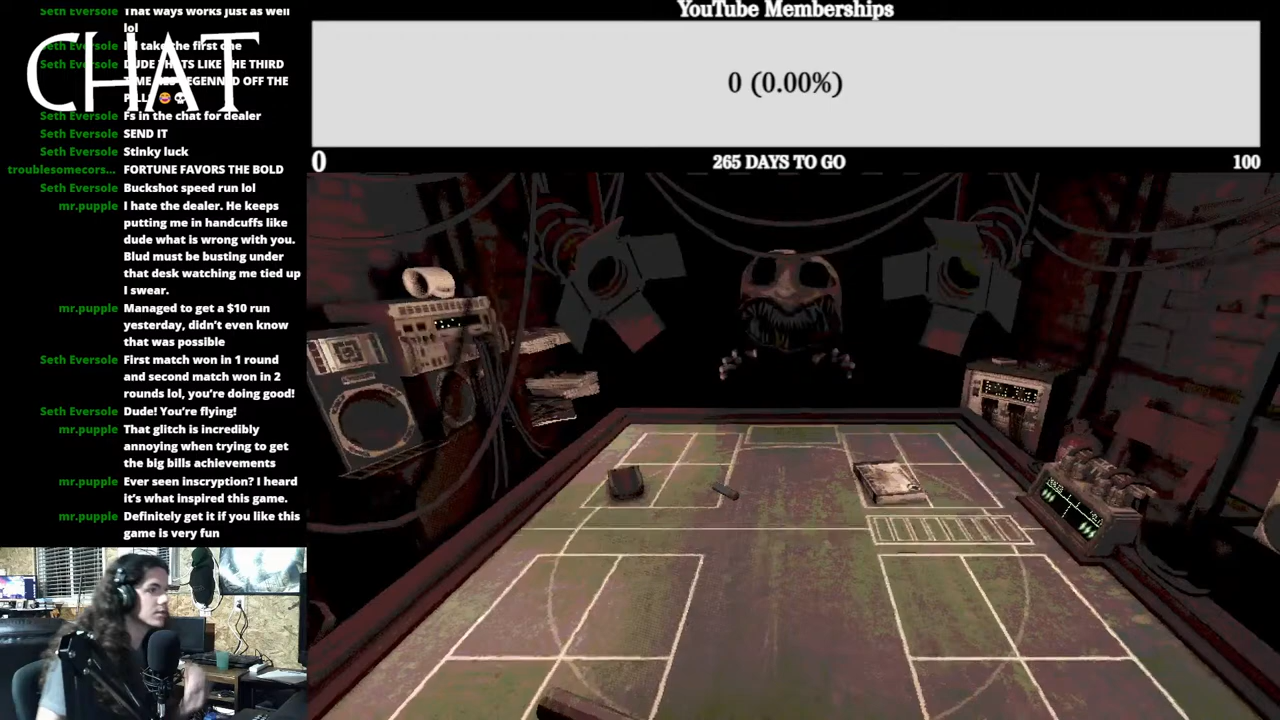 YouTube Memberships
0 (0.00%)
0
265 DAYS TO GO
100
CHAT
Seth Eversole That ways works just as well
lol
Seth Eversole take the first one
Seth Eversole DUDE THATS LIKE THE THIRD
TIME OFF THE
Seth Eversole Fs in the chat for dealer
Seth Eversole SEND IT
Seth Eversole Stinky luck
troublesomecors... FORTUNE FAVORS THE BOLD
Seth Eversole Buckshot speed run lol
mr.pupple I hate the dealer. He keeps
putting me in handcuffs like
dude what is wrong with you.
Blud must be busting under
that desk watching me tied up
I swear.
mr.pupple Managed to get a $10 run
yesterday, didn't even know
that was possible
Seth Eversole First match won in 1 round
and second match won in 2
rounds lol, you're doing good!
Seth Eversole Dude! You're flying!
mr.pupple That glitch is incredibly
annoying when trying to get
the big bills achievements
mr.pupple Ever seen inscryption? I heard
it's what inspired this game.
mr.pupple Definitely get it if you like this
game is very fun